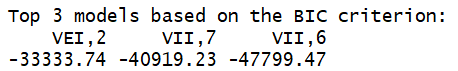 Top 3 models based on the BIC criterion:
    VEI,2     VII,7     VII,6
-33333.74 -40919.23 -47799.47